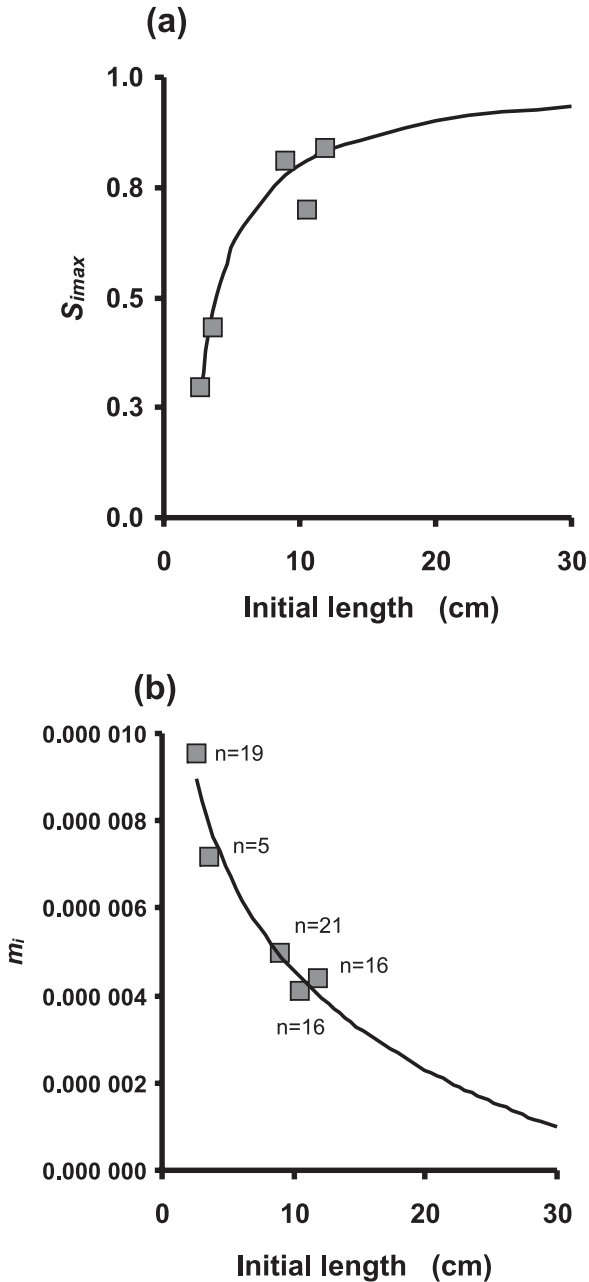 (a)
1.0
0.8
0.5
0.3
0.0
Simax
0 10 20 30
Initial length (cm)
(b)
0.000 010
0.000 008
0.000 006
0.000 004
0.000 002
0.000 000
mi
n=19
n=5
n=21
n=16
n=16
0 10 20 30
Initial length (cm)